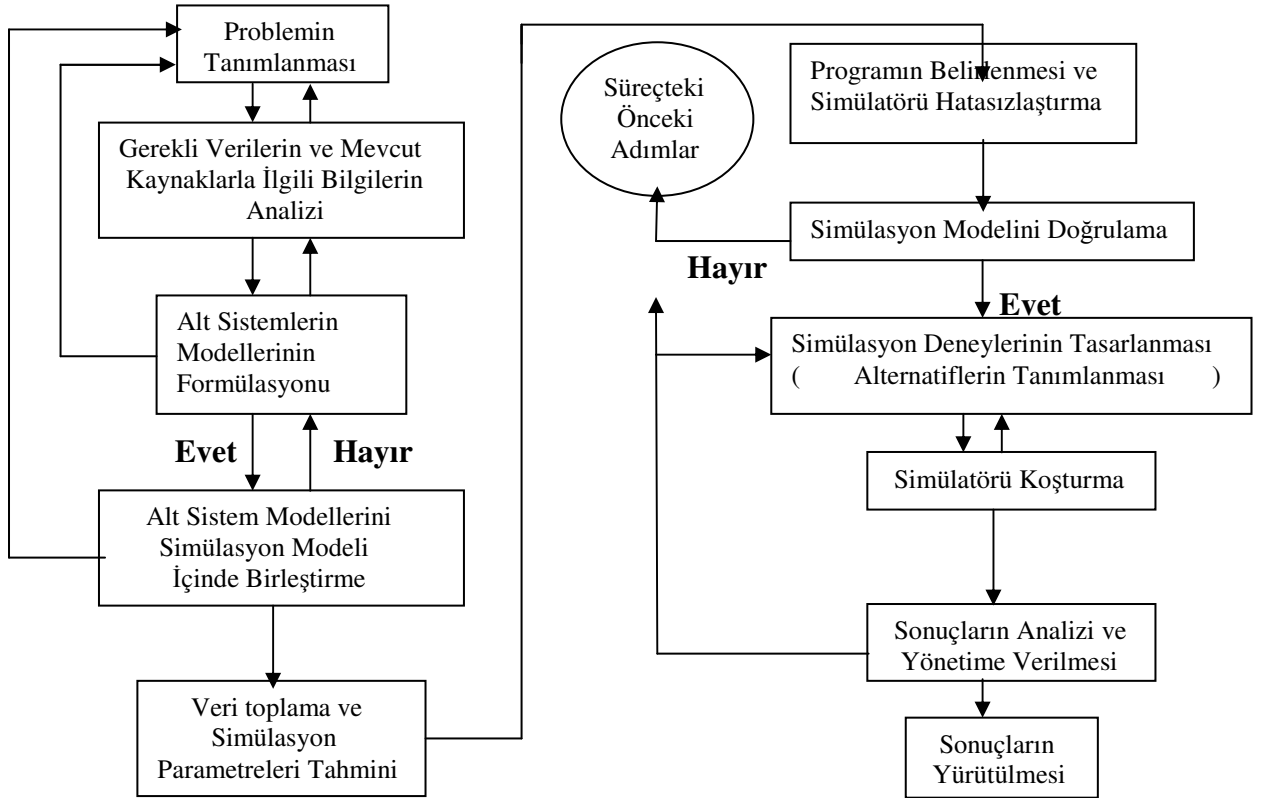 Problemin
Tanımlanması
Gerekli Verilerin ve Mevcut
Kaynaklarla İlgili Bilgilerin
Analizi
Alt Sistemlerin
Modellerinin
Formülasyonu
Evet
Hayır
Alt Sistem Modellerini
Simülasyon Modeli
İçinde Birleştirme
Veri toplama ve
Simülasyon
Parametreleri Tahmini
Süreçteki
Önceki
Adımlar
Programın Belirlenmesi ve
Simülatörü Hatasızlaştırma
Simülasyon Modelini Doğrulama
Hayır
Evet
Simülasyon Deneylerinin Tasarlanması
( Alternatiflerin Tanımlanması )
Simülatörü Koşturma
Sonuçların Analizi ve
Yönetime Verilmesi
Sonuçların
Yürütülmesi